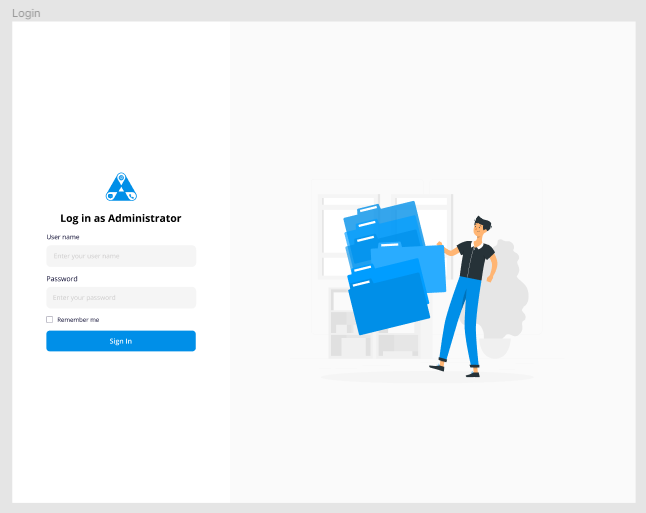 Login
Log in as Administrator
User name
Enter your user name
Password
Enter your password
Remember me
Sign In